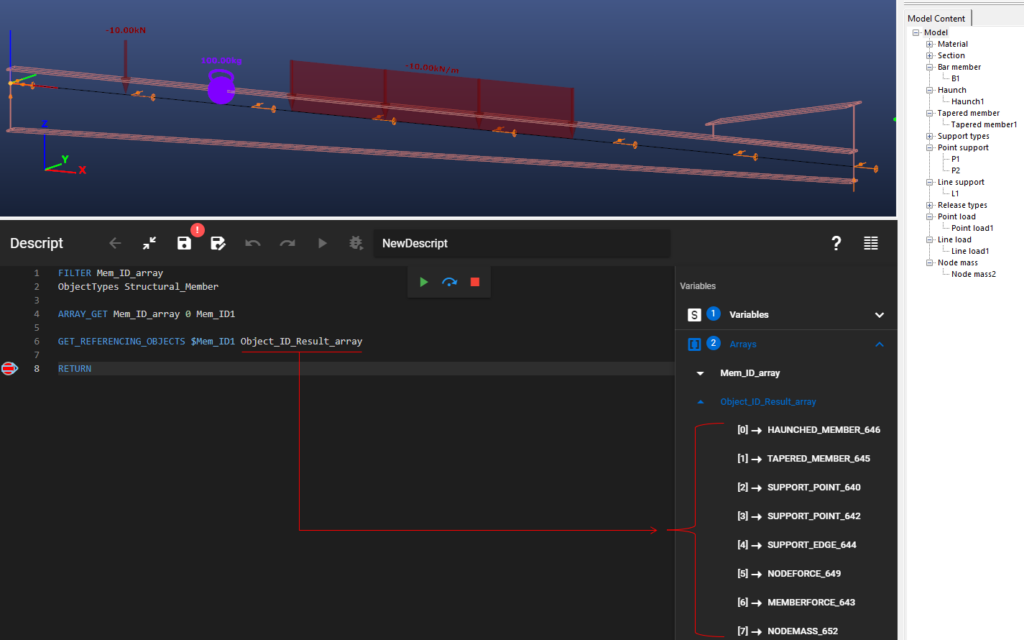 -10.00kN
-10.00kN/m
Z
Y
X
Descript
!
NewDescript
?
1 FILTER Mem_ID_array
2 ObjectTypes Structural_Member
3
4 ARRAY_GET Mem_ID_array 0 Mem_ID1
5
6 GET_REFERENCING_OBJECTS $Mem_ID1 Object_ID_Result_array
7
8 RETURN
Variables
S 1 Variables
2 Arrays
Mem_ID_array
Object_ID_Result_array
[0] → HAUNCHED_MEMBER_646
[1] → TAPERED_MEMBER_645
[2] → SUPPORT_POINT_640
[3] → SUPPORT_POINT_642
[4] → SUPPORT_EDGE_644
[5] → NODEFORCE_649
[6] → MEMBERFORCE_643
[7] → NODEMASS_652
Model Content
Model
Material
Section
Bar member
B1
Haunch
Haunch1
Tapered member
Tapered member1
Support types
Point support
P1
P2
Line support
L1
Release types
Point load
Point load1
Line load
Line load1
Node mass
Node mass2